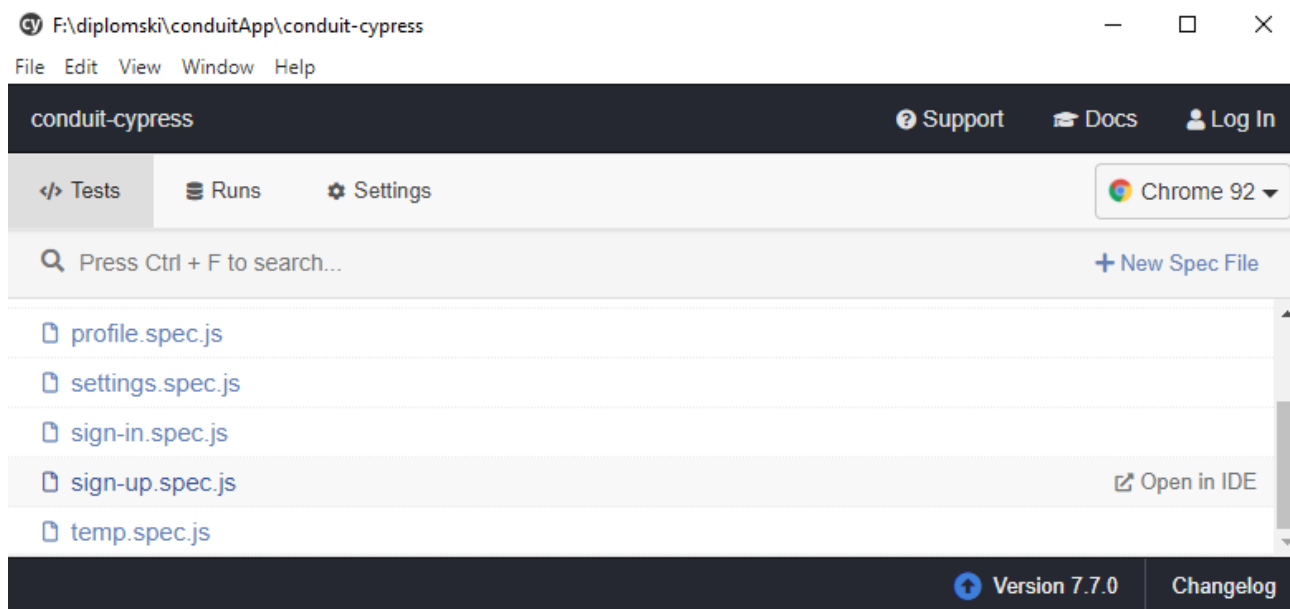 cy F:\diplomski\conduitApp\conduit-cypress
File Edit View Window Help
conduit-cypress Support Docs Log In
</> Tests Runs Settings Chrome 92
Press Ctrl + F to search... + New Spec File
profile.spec.js
settings.spec.js
sign-in.spec.js
sign-up.spec.js Open in IDE
temp.spec.js
Version 7.7.0 Changelog